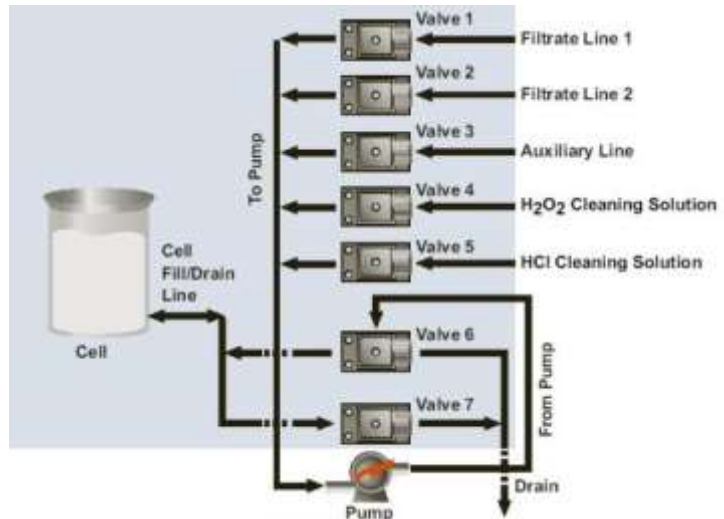 Valve 1
Filtrate Line 1
Valve 2
Filtrate Line 2
Valve 3
Auxiliary Line
To Pump
Valve 4
H2O2 Cleaning Solution
Valve 5
HCl Cleaning Solution
Cell
Fill/Drain
Line
Cell
Valve 6
From Pump
Valve 7
Drain
Pump